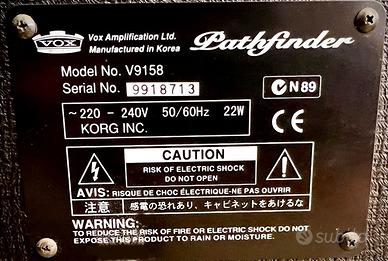 VOX
Vox Amplification Ltd.
Manufactured in Korea
Pathfinder
Model No. V9158
Serial No. 9918713
N89
~220 - 240V 50/60Hz 22W
KORG INC.
CE
CAUTION
RISK OF ELECTRIC SHOCK
DO NOT OPEN
AVIS: RISQUE DE CHOC ÉLECTRIQUE-NE PAS OUVRIR
注意 感電の恐れあり、キャビネットをあけるな
WARNING:
TO REDUCE THE RISK OF FIRE OR ELECTRIC SHOCK DO NOT
EXPOSE THIS PRODUCT TO RAIN OR MOISTURE.
subito